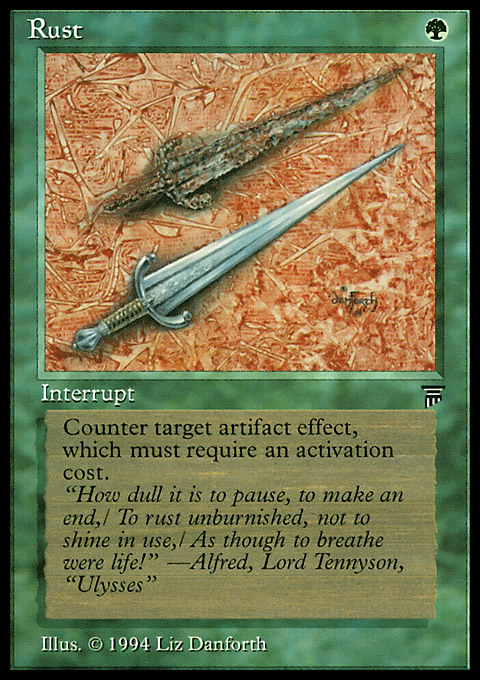 Rust
Danforth
Interrupt
Counter target artifact effect,
which must require an activation
cost.
“How dull it is to pause, to make an
end,/ To rust unburnished, not to
shine in use,/ As though to breathe
were life!” —Alfred, Lord Tennyson,
“Ulysses”
Illus. © 1994 Liz Danforth